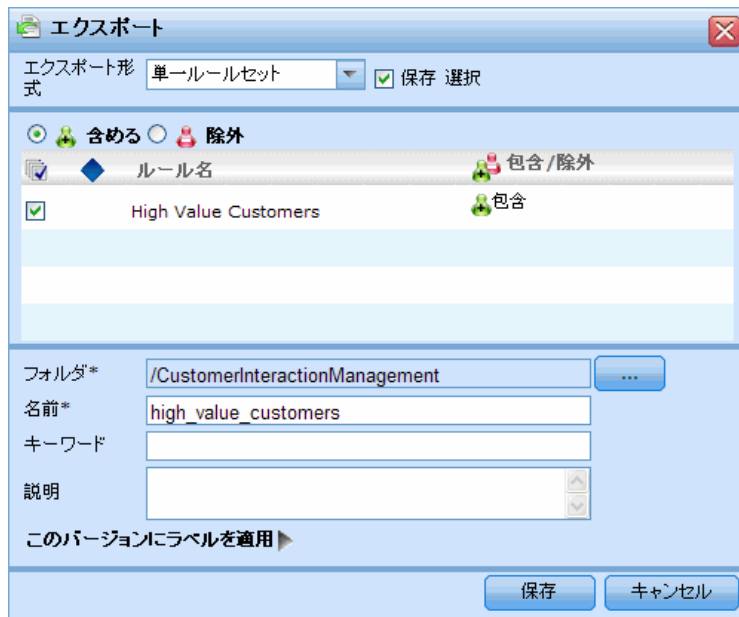 エクスポート
エクスポート形式 単一ルールセット 保存 選択
含める 除外
ルール名 包含/除外
High Value Customers 包含
フォルダ* /CustomerInteractionManagement ...
名前* high_value_customers
キーワード
説明
このバージョンにラベルを適用
保存 キャンセル